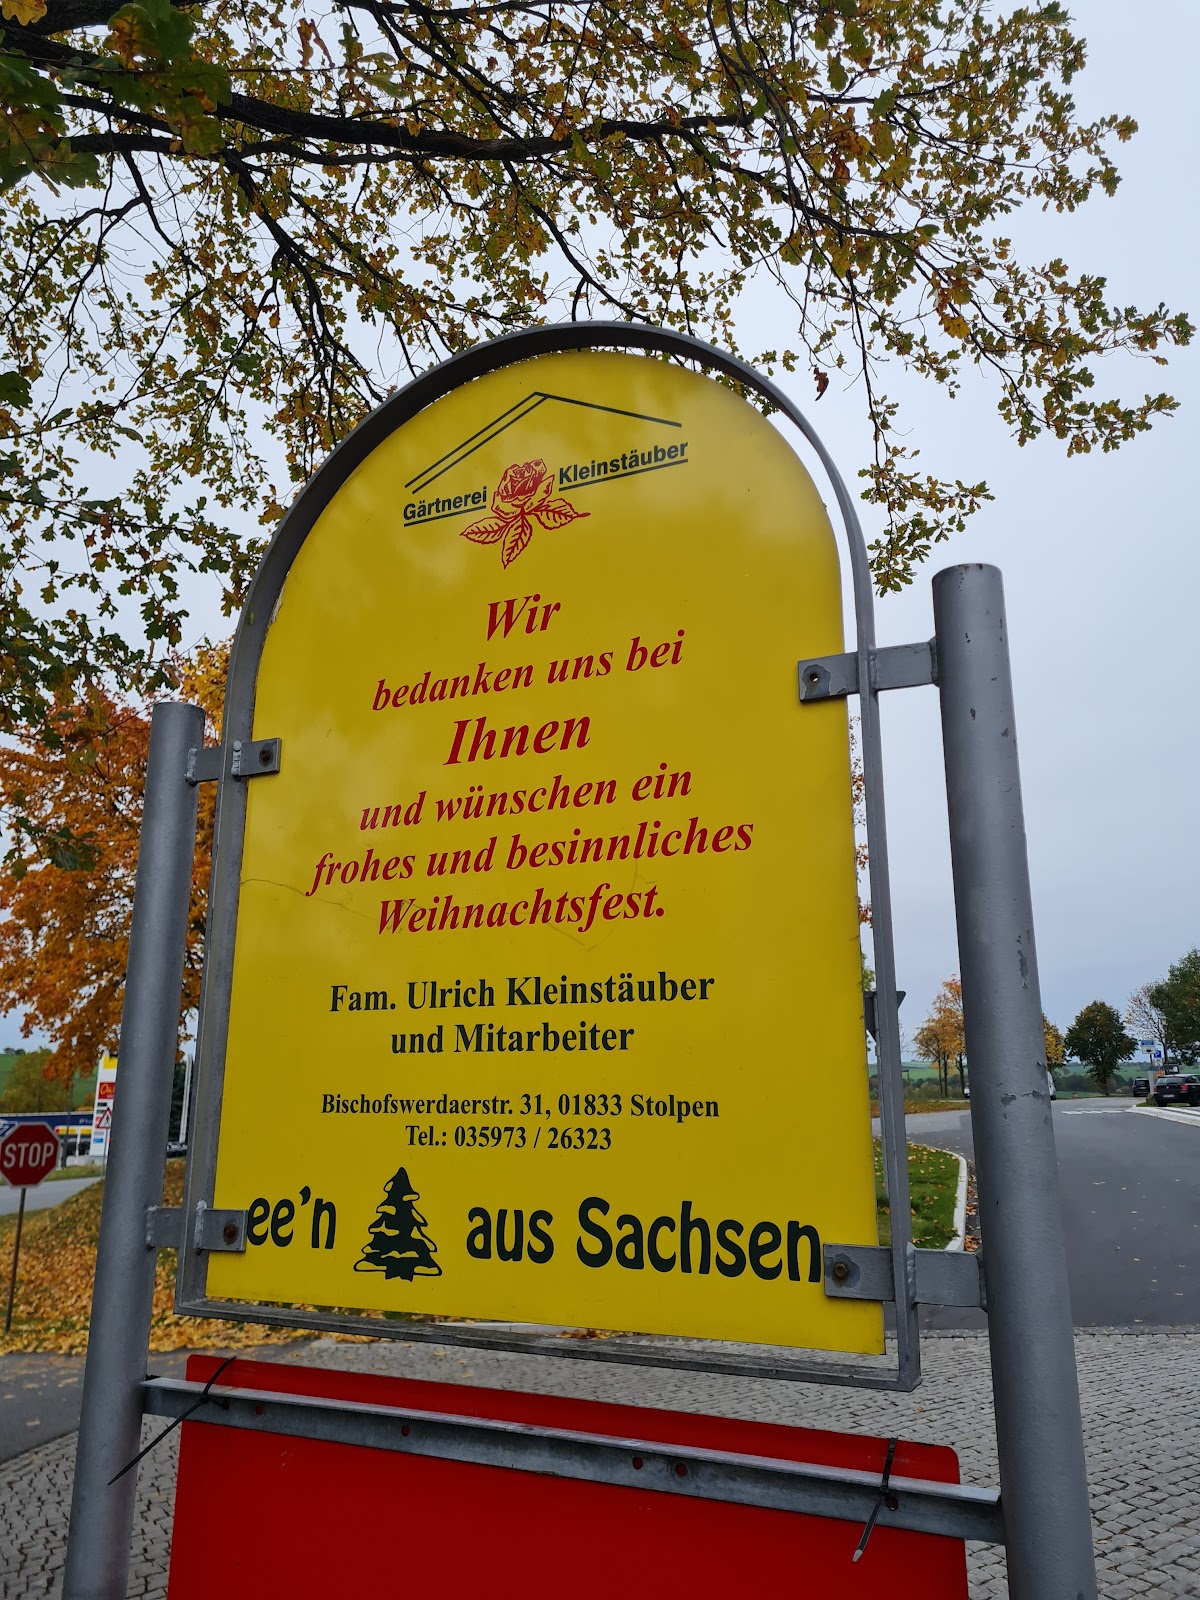 Gärtnerei Kleinstäuber
Wir
bedanken uns bei
Ihnen
und wünschen ein
frohes und besinnliches
Weihnachtsfest.
Fam. Ulrich Kleinstäuber
und Mitarbeiter
Bischofswerdaerstr. 31, 01833 Stolpen
Tel.: 035973 / 26323
ee'n aus Sachsen
STOP